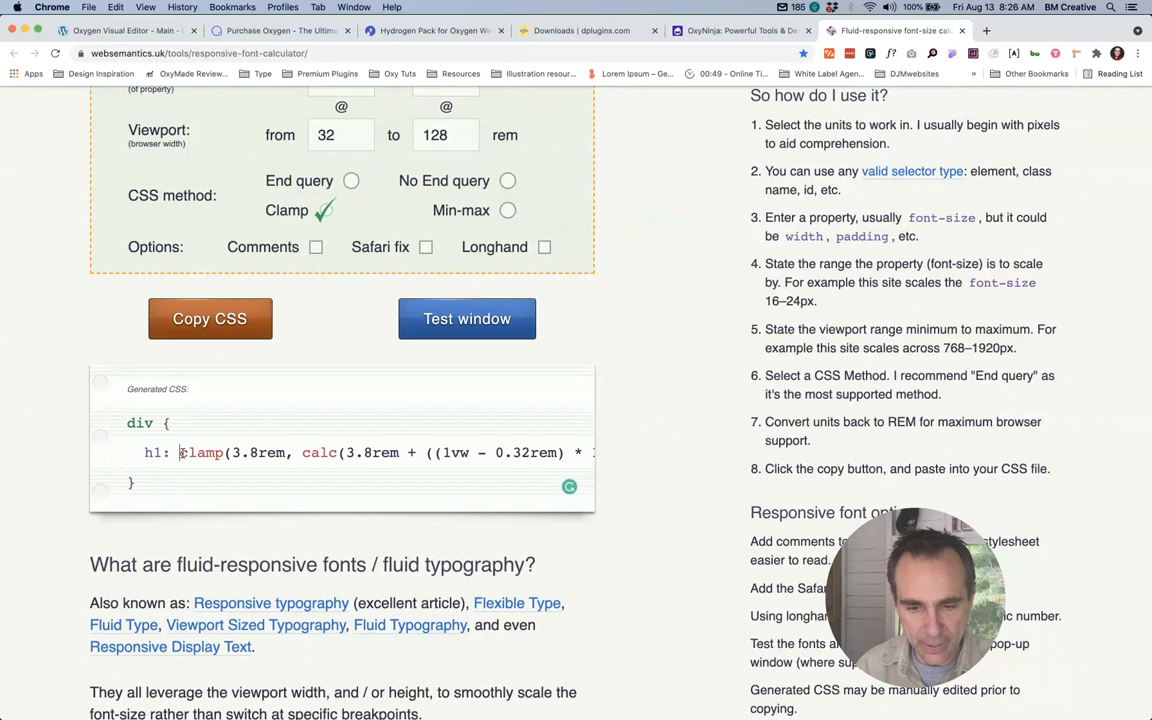 Chrome File Edit View History Bookmarks Profiles Tab Window Help 185 100% Fri Aug 13 8:26 AM BM Creative
Oxygen Visual Editor - Main - C
Purchase Oxygen - The Ultima
Hydrogen Pack for Oxygen We
Downloads | dplugins.com
OxyNinja: Powerful Tools & De
Fluid-responsive font-size calc
websemantics.uk/tools/responsive-font-calculator/
Apps Design Inspiration OxyMade Review... Type Premium Plugins Oxy Tuts Resources Illustration resour... Lorem Ipsum – Ge... 00:49 - Online Ti... White Label Agen... DJMwebsites » Other Bookmarks Reading List
(of property)
@ @
Viewport: from 32 to 128 rem
(browser width)
CSS method:
End query No End query
Clamp Min-max
Options: Comments Safari fix Longhand
Copy CSS Test window
Generated CSS:
div {
h1: clamp(3.8rem, calc(3.8rem + ((1vw - 0.32rem) *
}
What are fluid-responsive fonts / fluid typography?
Also known as: Responsive typography (excellent article), Flexible Type,
Fluid Type, Viewport Sized Typography, Fluid Typography, and even
Responsive Display Text.
They all leverage the viewport width, and / or height, to smoothly scale the
font-size rather than switch at specific breakpoints.
So how do I use it?
1. Select the units to work in. I usually begin with pixels
to aid comprehension.
2. You can use any valid selector type: element, class
name, id, etc.
3. Enter a property, usually font-size, but it could
be width, padding, etc.
4. State the range the property (font-size) is to scale
by. For example this site scales the font-size
16–24px.
5. State the viewport range minimum to maximum. For
example this site scales across 768–1920px.
6. Select a CSS Method. I recommend "End query" as
it's the most supported method.
7. Convert units back to REM for maximum browser
support.
8. Click the copy button, and paste into your CSS file.
Responsive font opti
Add comments to stylesheet
easier to read.
Add the Safar
Using longhan ic number.
Test the fonts a pop-up
window (where sup
Generated CSS may be manually edited prior to
copying.